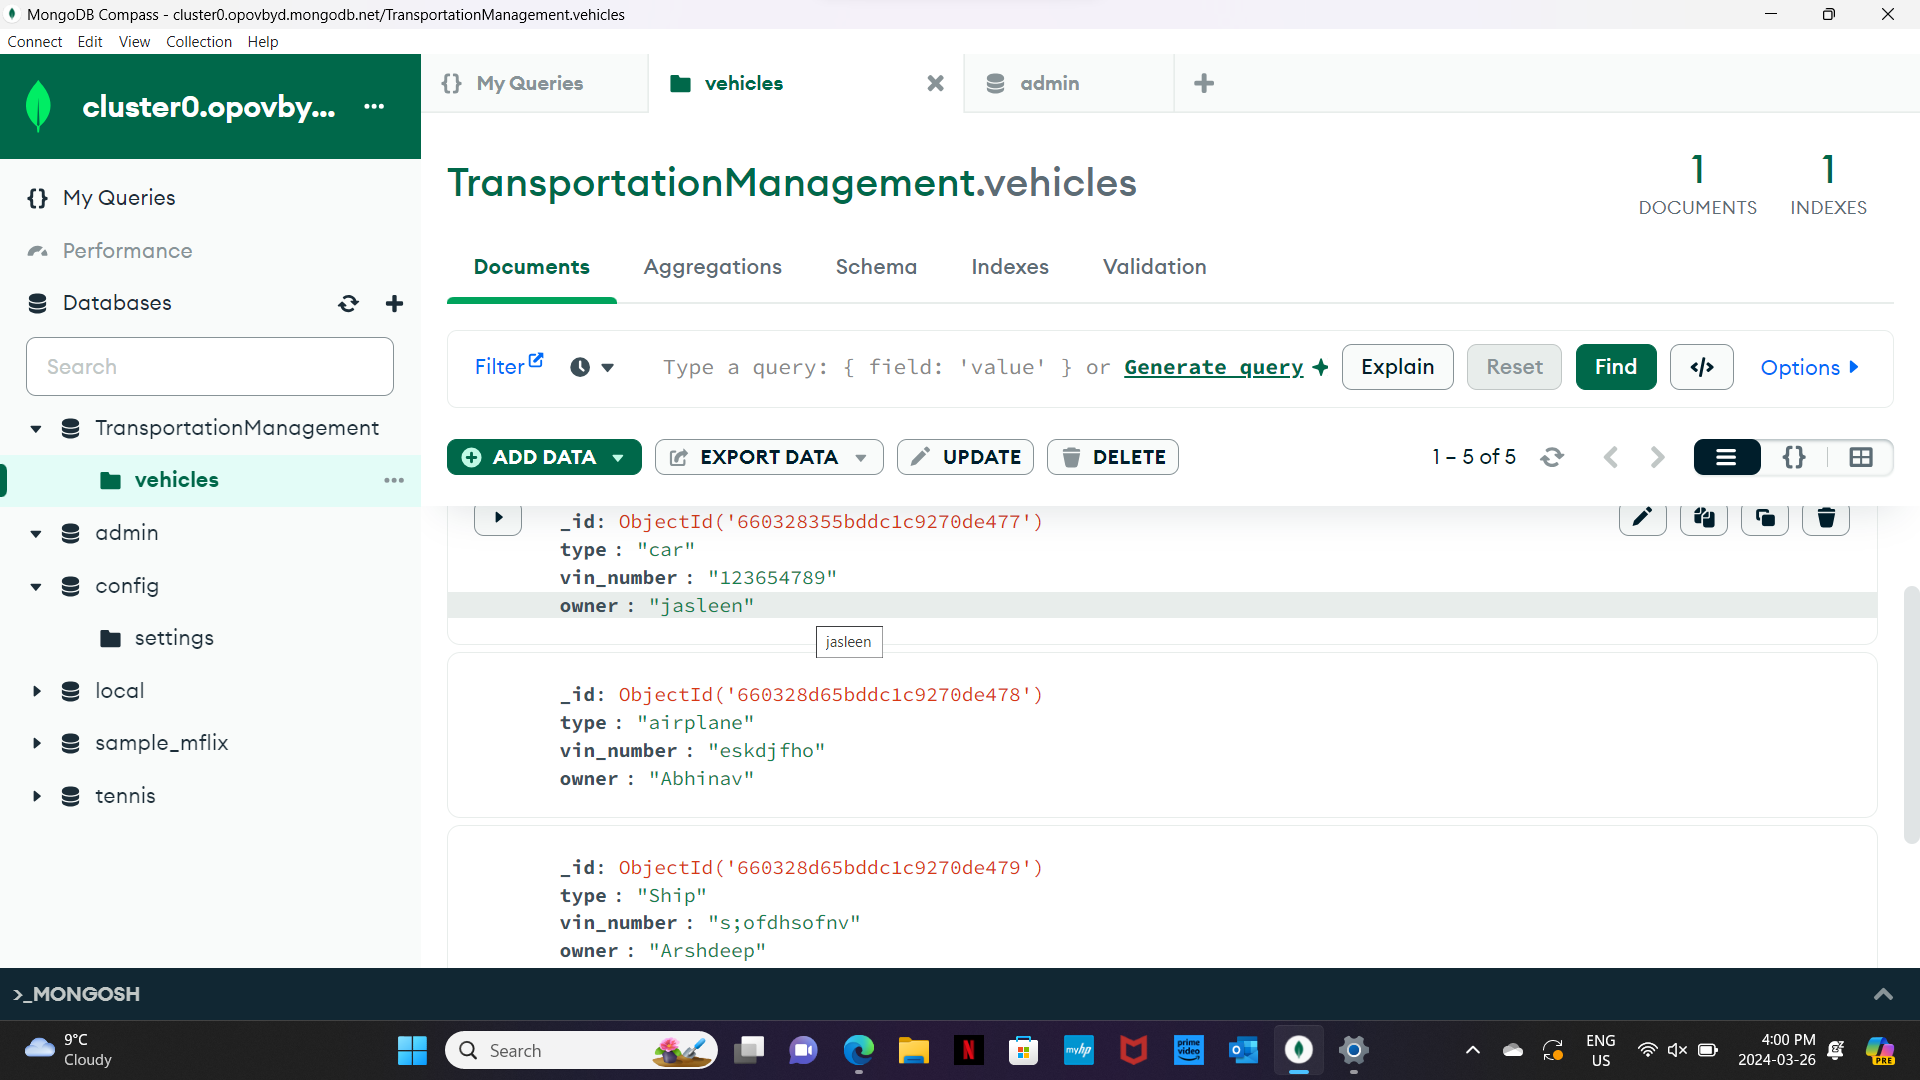 MongoDB Compass - cluster0.opovbyd.mongodb.net/TransportationManagement.vehicles
Connect Edit View Collection Help
cluster0.opovby... ...
My Queries
Performance
Databases
Search
TransportationManagement
vehicles
admin
config
settings
local
sample_mflix
tennis
{} My Queries
vehicles
admin
TransportationManagement.vehicles
1
DOCUMENTS
1
INDEXES
Documents Aggregations Schema Indexes Validation
Filter Type a query: { field: 'value' } or Generate query Explain Reset Find </> Options
ADD DATA EXPORT DATA UPDATE DELETE 1 – 5 of 5 {}
_id: ObjectId('660328355bddc1c9270de477')
type : "car"
vin_number : "123654789"
owner : "jasleen"
jasleen
_id: ObjectId('660328d65bddc1c9270de478')
type : "airplane"
vin_number : "eskdjfho"
owner : "Abhinav"
_id: ObjectId('660328d65bddc1c9270de479')
type : "Ship"
vin_number : "s;ofdhsofnv"
owner : "Arshdeep"
>_MONGOSH
9°C
Cloudy
Search
N
myhp
prime video
ENG
US
4:00 PM
2024-03-26
PRE